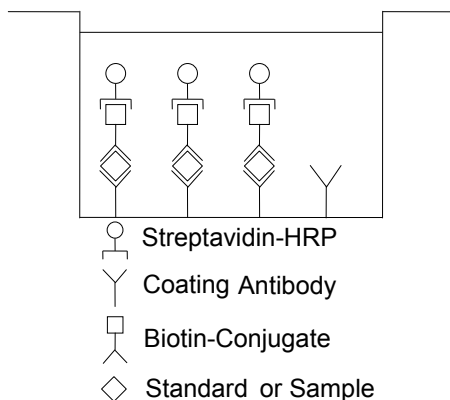 Streptavidin-HRP
Coating Antibody
Biotin-Conjugate
Standard or Sample